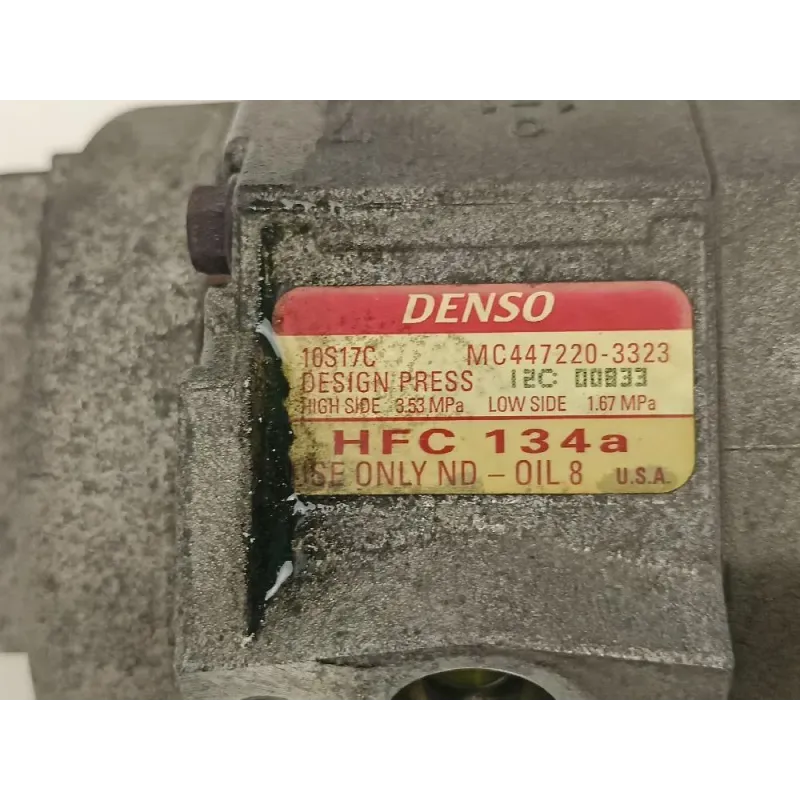 DENSO
10S17C MC447220-3323
DESIGN PRESS 12C 00833
HIGH SIDE 3.53 MPa LOW SIDE 1.67 MPa
HFC 134a
USE ONLY ND - OIL 8 U.S.A.